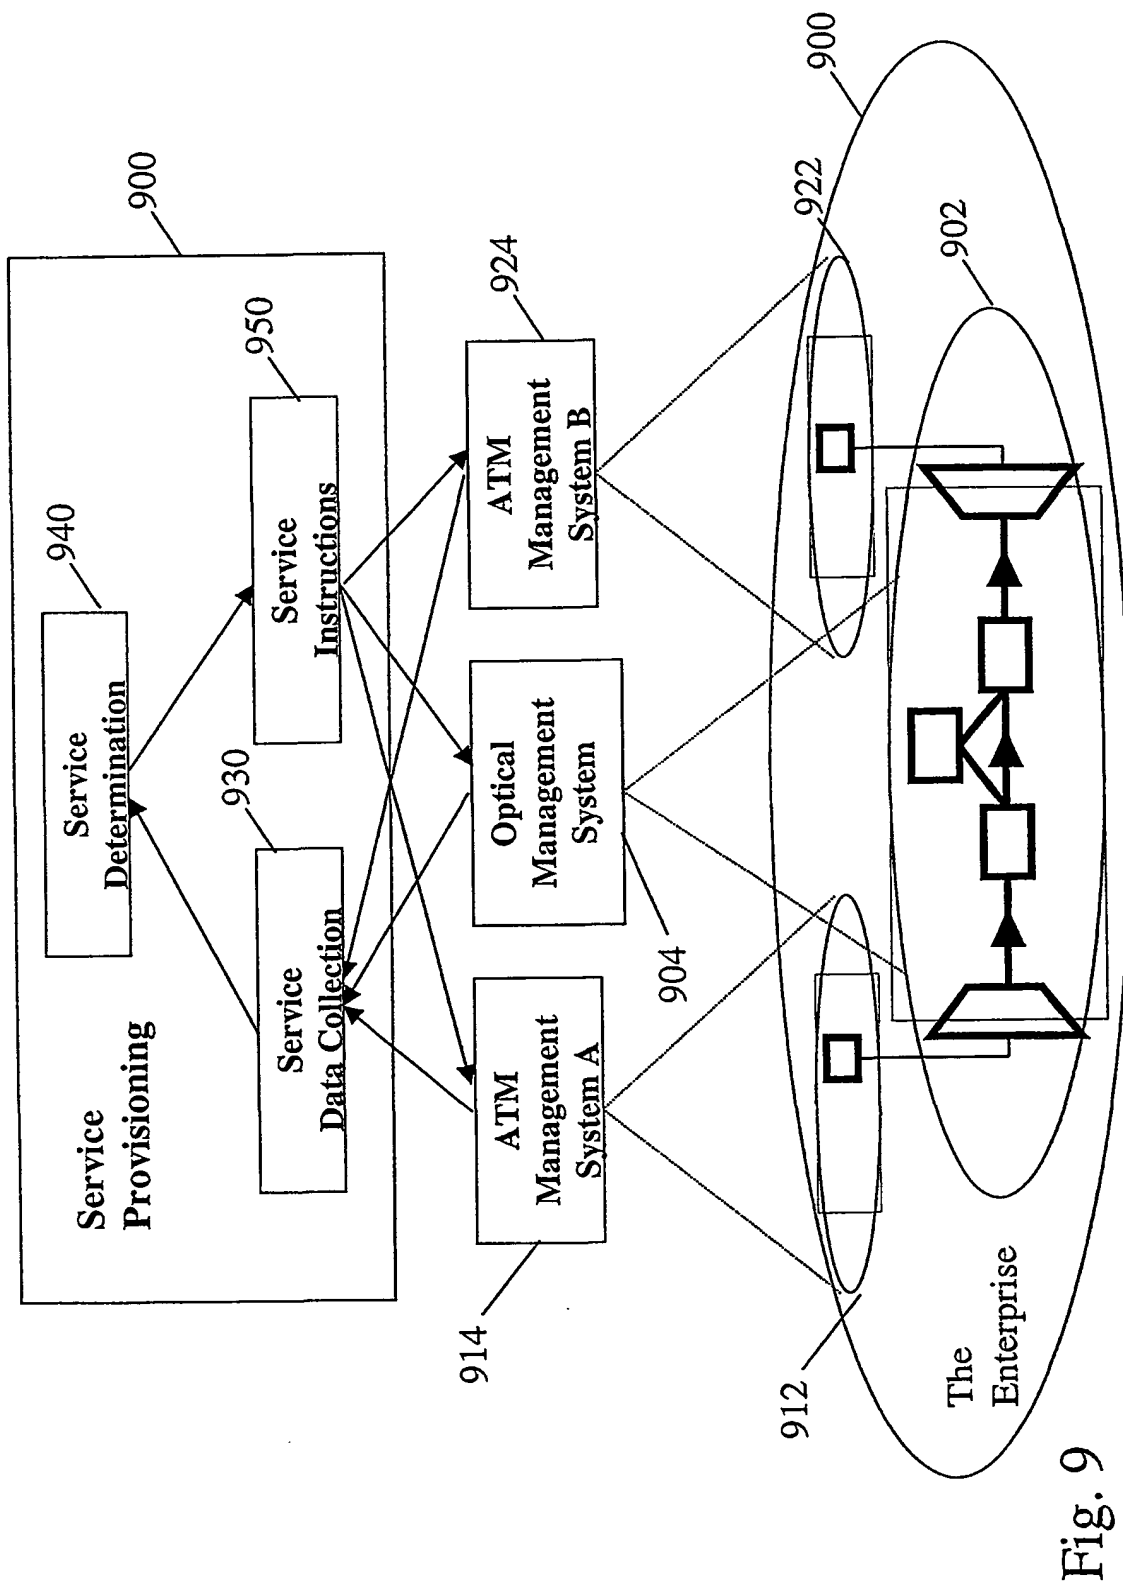 900
940
Service
Determination
950
Service
Instructions
Service
Provisioning
930
Service
Data Collection
924
ATM
Management
System B
Optical
Management
System
904
ATM
Management
System A
914
900
922
902
912
The
Enterprise
Fig. 9